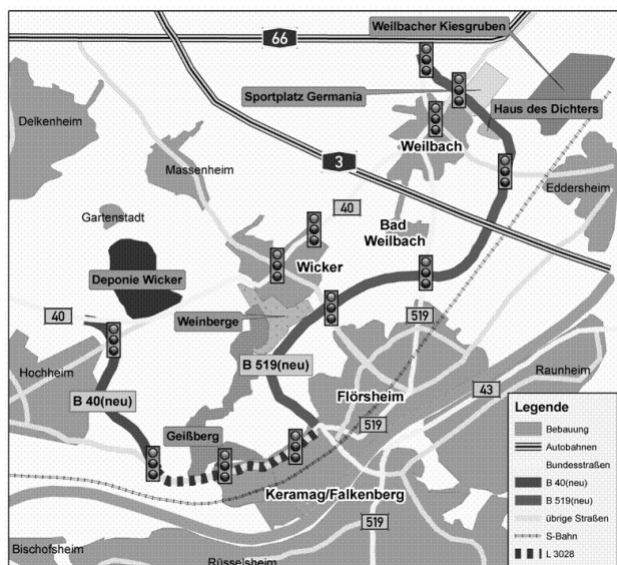 Weilbacher Kiesgruben
66
Sportplatz Germania
Haus des Dichters
Delkenheim
Weilbach
Massenheim
3
Eddersheim
40
Gartenstadt
Bad
Weilbach
Wicker
Deponie Wicker
40
Weinberge
519
B 519(neu)
Raunheim
Hochheim
B 40(neu)
Flörsheim
43
Geißberg
519
Keramag/Falkenberg
519
Bischofsheim
Rüsselsheim
Legende
Bebauung
Autobahnen
Bundesstraßen
B 40(neu)
B 519(neu)
übrige Straßen
S-Bahn
L 3028